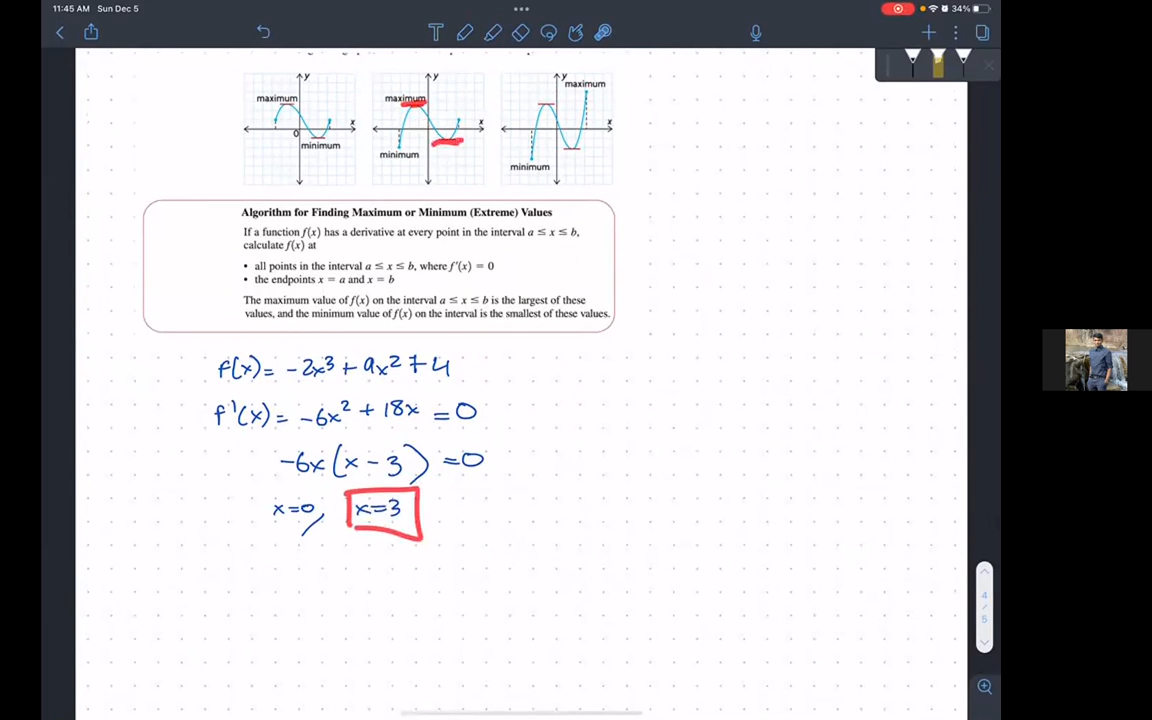 11:45 AM Sun Dec 5
34%
y y y
maximum maximum maximum
x x x
0
minimum minimum minimum
Algorithm for Finding Maximum or Minimum (Extreme) Values
If a function f(x) has a derivative at every point in the interval a ≤ x ≤ b,
calculate f(x) at
• all points in the interval a ≤ x ≤ b, where f'(x) = 0
• the endpoints x = a and x = b
The maximum value of f(x) on the interval a ≤ x ≤ b is the largest of these
values, and the minimum value of f(x) on the interval is the smallest of these values.
f(x) = -2x³ + 9x² + 4
f'(x) = -6x² + 18x = 0
-6x(x - 3) = 0
x=0, x=3
4
/
5